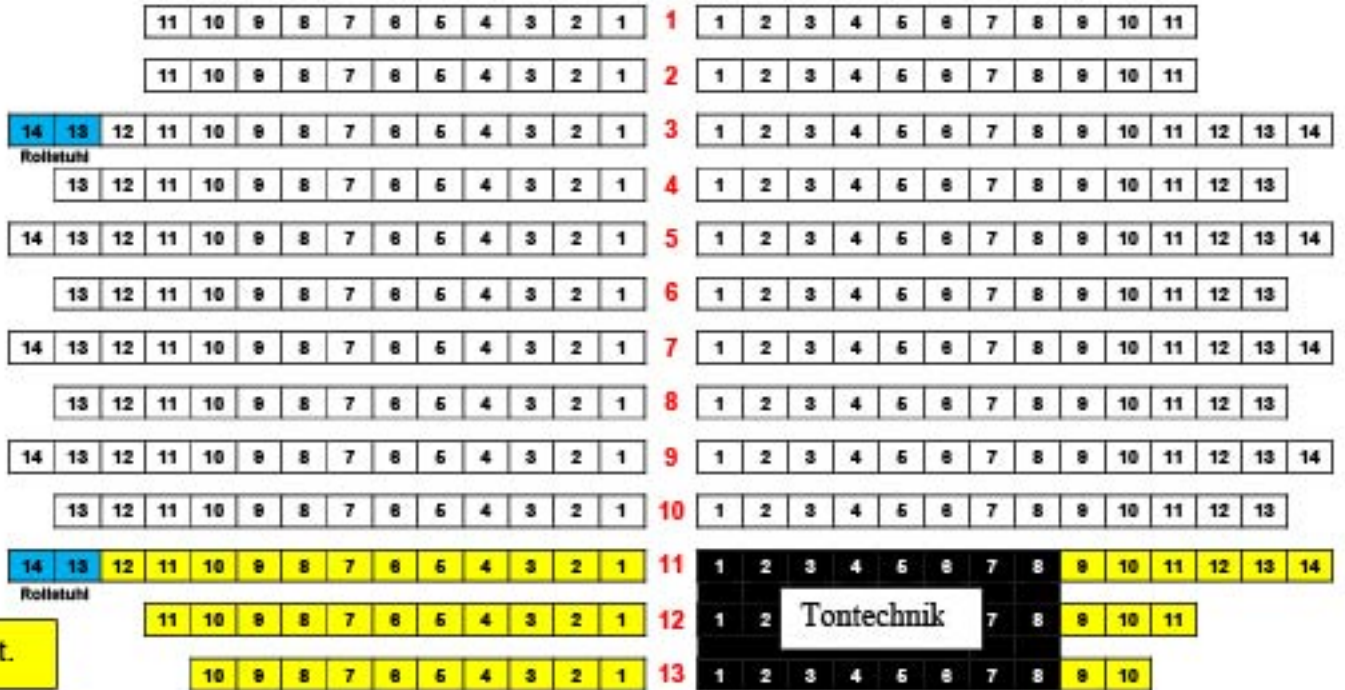 11 10 9 8 7 6 5 4 3 2 1 1 1 2 3 4 5 6 7 8 9 10 11
11 10 9 8 7 6 5 4 3 2 1 2 1 2 3 4 5 6 7 8 9 10 11
14 13 12 11 10 9 8 7 6 5 4 3 2 1 3 1 2 3 4 5 6 7 8 9 10 11 12 13 14
Rollstuhl
13 12 11 10 9 8 7 6 5 4 3 2 1 4 1 2 3 4 5 6 7 8 9 10 11 12 13
14 13 12 11 10 9 8 7 6 5 4 3 2 1 5 1 2 3 4 5 6 7 8 9 10 11 12 13 14
13 12 11 10 9 8 7 6 5 4 3 2 1 6 1 2 3 4 5 6 7 8 9 10 11 12 13
14 13 12 11 10 9 8 7 6 5 4 3 2 1 7 1 2 3 4 5 6 7 8 9 10 11 12 13 14
13 12 11 10 9 8 7 6 5 4 3 2 1 8 1 2 3 4 5 6 7 8 9 10 11 12 13
14 13 12 11 10 9 8 7 6 5 4 3 2 1 9 1 2 3 4 5 6 7 8 9 10 11 12 13 14
13 12 11 10 9 8 7 6 5 4 3 2 1 10 1 2 3 4 5 6 7 8 9 10 11 12 13
14 13 12 11 10 9 8 7 6 5 4 3 2 1 11 1 2 3 4 5 6 7 8 9 10 11 12 13 14
Rollstuhl
11 10 9 8 7 6 5 4 3 2 1 12 1 2 Tontechnik 7 8 9 10 11
t.
10 9 8 7 6 5 4 3 2 1 13 1 2 3 4 5 6 7 8 9 10